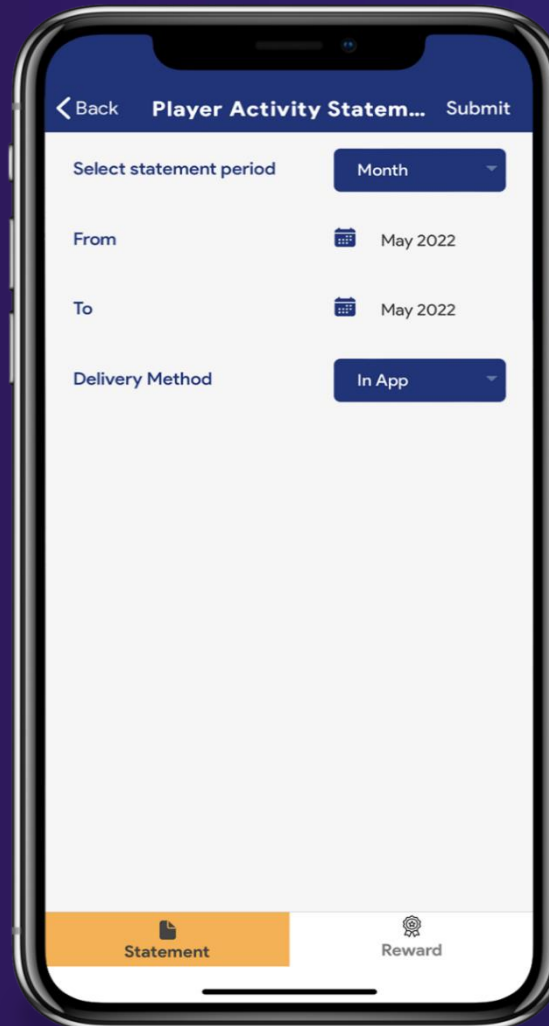 Back Player Activity Statem... Submit
Select statement period Month
From May 2022
To May 2022
Delivery Method In App
Statement Reward